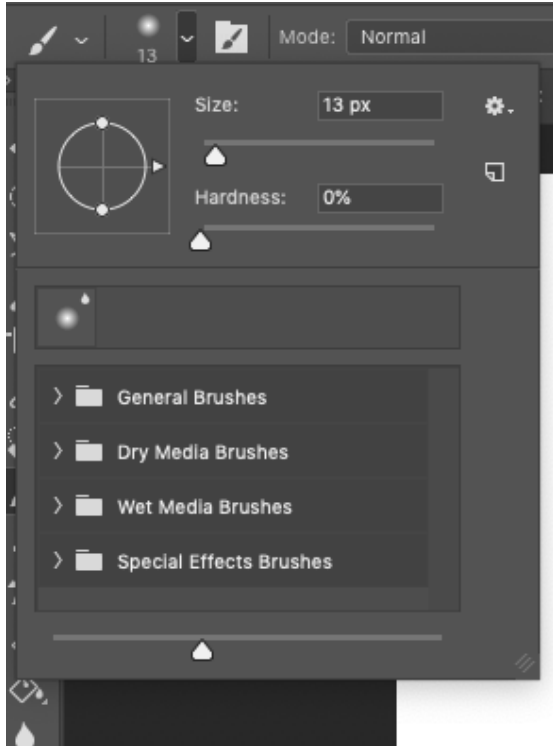 13
Mode: Normal
Size: 13 px
Hardness: 0%
General Brushes
Dry Media Brushes
Wet Media Brushes
Special Effects Brushes